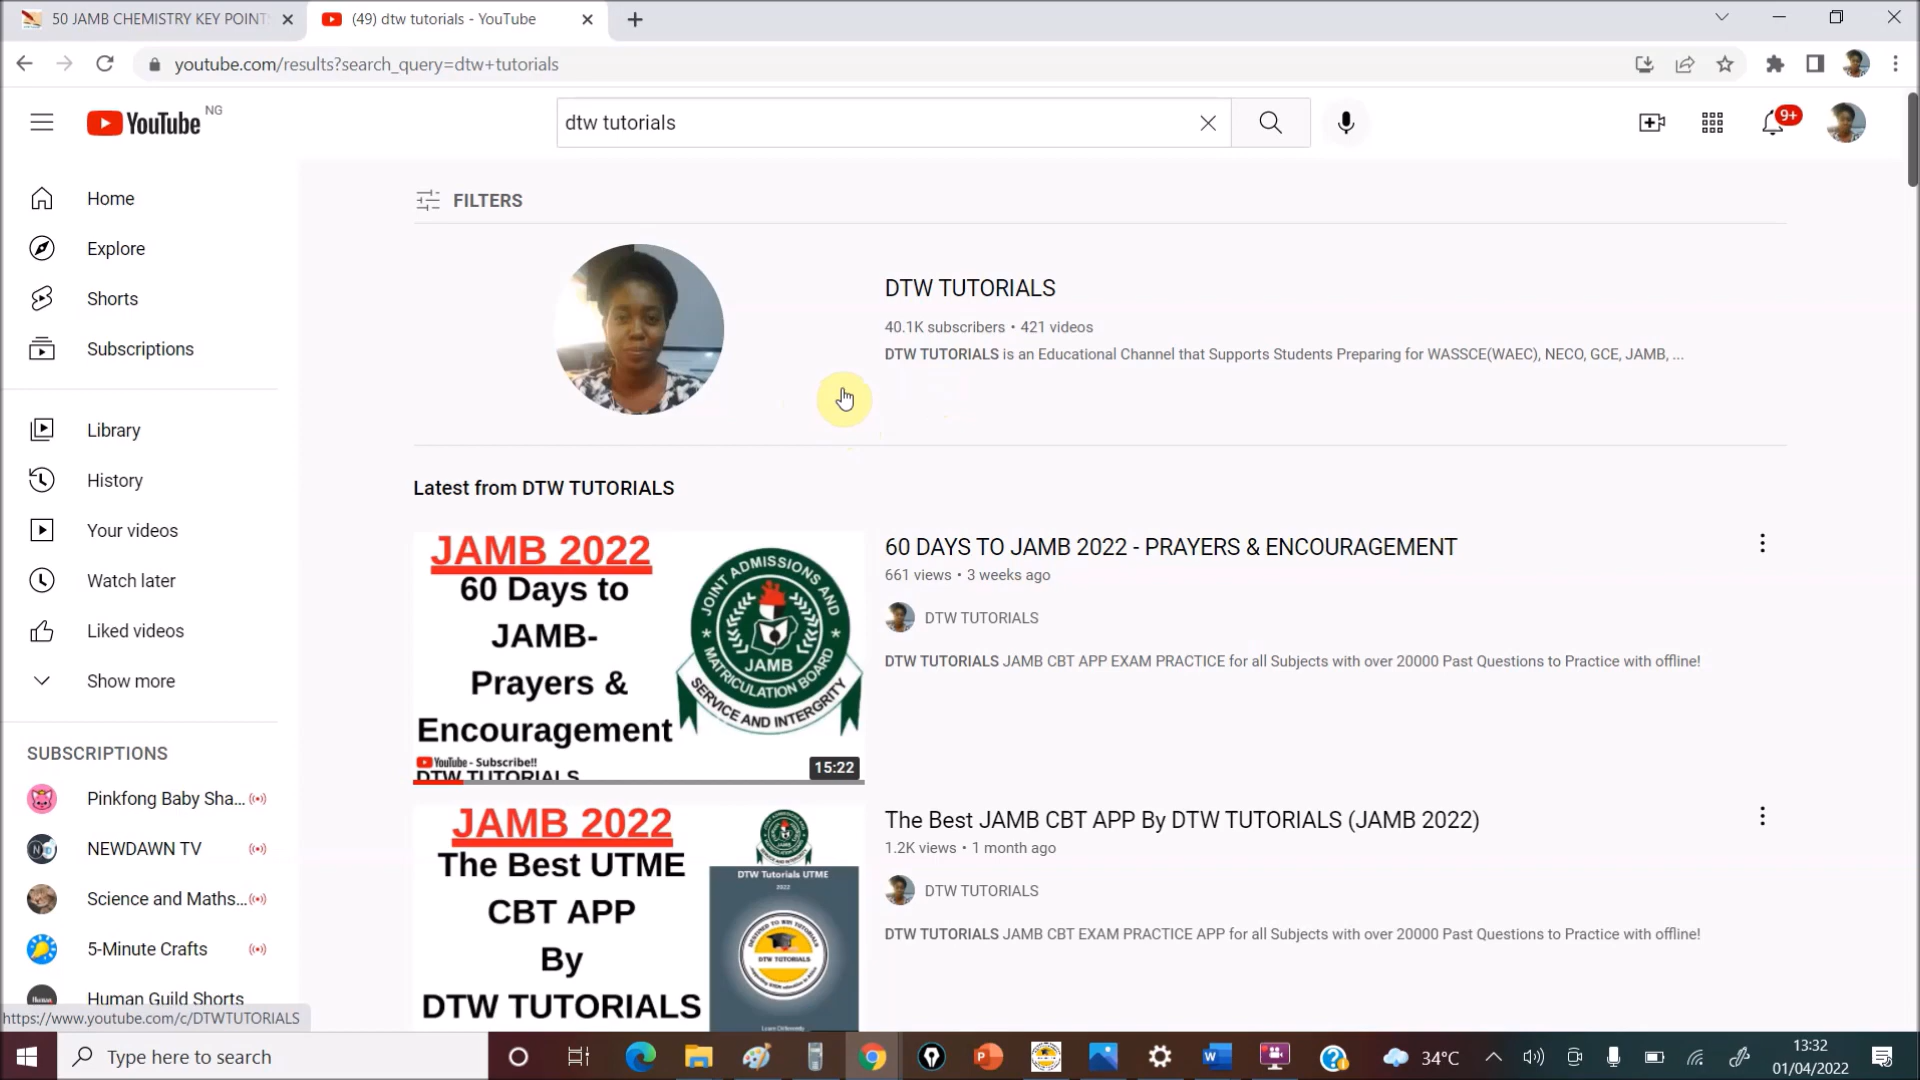 50 JAMB CHEMISTRY KEY POINT
(49) dtw tutorials - YouTube
youtube.com/results?search_query=dtw+tutorials
YouTube NG
dtw tutorials
9+
Home
Explore
Shorts
Subscriptions
Library
History
Your videos
Watch later
Liked videos
Show more
SUBSCRIPTIONS
Pinkfong Baby Sha...
NEWDAWN TV
Science and Maths...
5-Minute Crafts
Human Guild Shorts
https://www.youtube.com/c/DTWTUTORIALS
FILTERS
DTW TUTORIALS
40.1K subscribers • 421 videos
DTW TUTORIALS is an Educational Channel that Supports Students Preparing for WASSCE(WAEC), NECO, GCE, JAMB, ...
Latest from DTW TUTORIALS
JAMB 2022
60 Days to
JAMB-
Prayers &
Encouragement
YouTube - Subscribe!!
DTW TUTORIALS
JOINT ADMISSIONS AND
MATRICULATION BOARD
JAMB
SERVICE AND INTERGRITY
15:22
60 DAYS TO JAMB 2022 - PRAYERS & ENCOURAGEMENT
661 views • 3 weeks ago
DTW TUTORIALS
DTW TUTORIALS JAMB CBT APP EXAM PRACTICE for all Subjects with over 20000 Past Questions to Practice with offline!
JAMB 2022
The Best UTME
CBT APP
By
DTW TUTORIALS
DTW Tutorials UTME
2022
DTW TUTORIALS
Learn Differently
The Best JAMB CBT APP By DTW TUTORIALS (JAMB 2022)
1.2K views • 1 month ago
DTW TUTORIALS
DTW TUTORIALS JAMB CBT EXAM PRACTICE APP for all Subjects with over 20000 Past Questions to Practice with offline!
Type here to search
34°C
13:32
01/04/2022